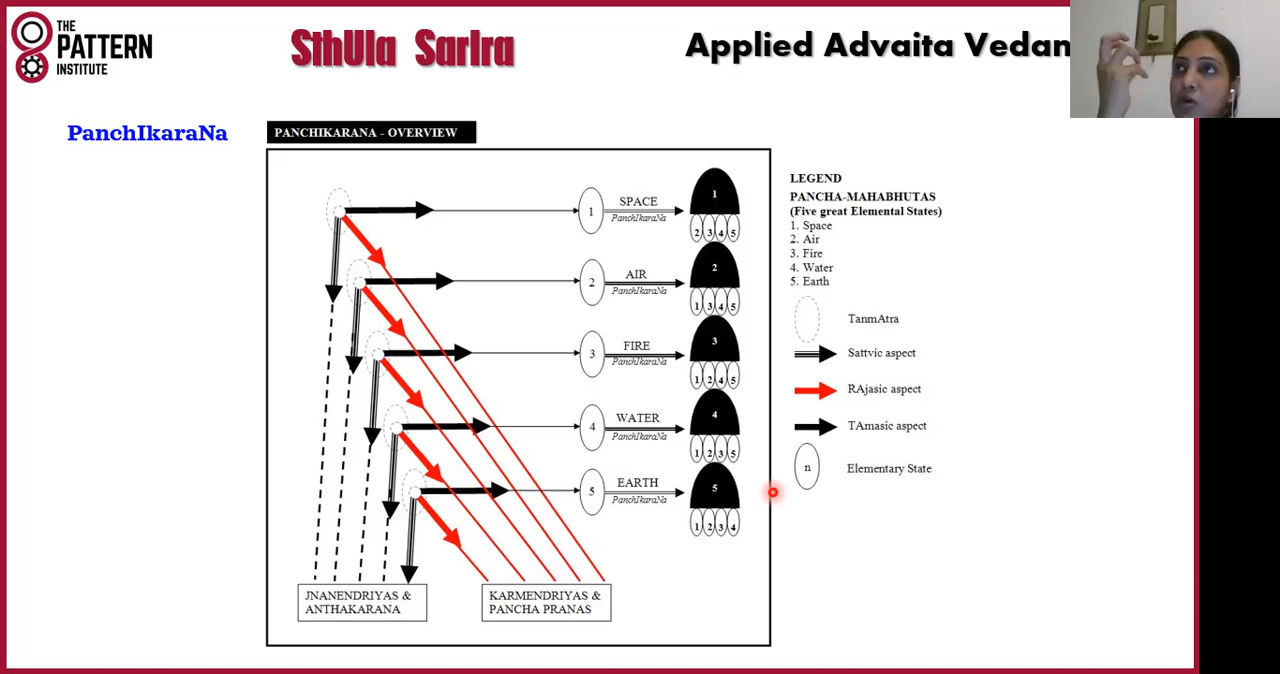 THE
PATTERN
INSTITUTE
SthUla SarIra
Applied Advaita Vedan
PanchIkaraNa
PANCHIKARANA - OVERVIEW
1
SPACE
PanchIkaraNa
1
2 3 4 5
2
AIR
PanchIkaraNa
2
1 3 4 5
3
FIRE
PanchIkaraNa
3
1 2 4 5
4
WATER
PanchIkaraNa
4
1 2 3 5
5
EARTH
PanchIkaraNa
5
1 2 3 4
JNANENDRIYAS &
ANTHAKARANA
KARMENDRIYAS &
PANCHA PRANAS
LEGEND
PANCHA-MAHABHUTAS
(Five great Elemental States)
1. Space
2. Air
3. Fire
4. Water
5. Earth
TanmAtra
Sattvic aspect
RAjasic aspect
TAmasic aspect
n
Elementary State